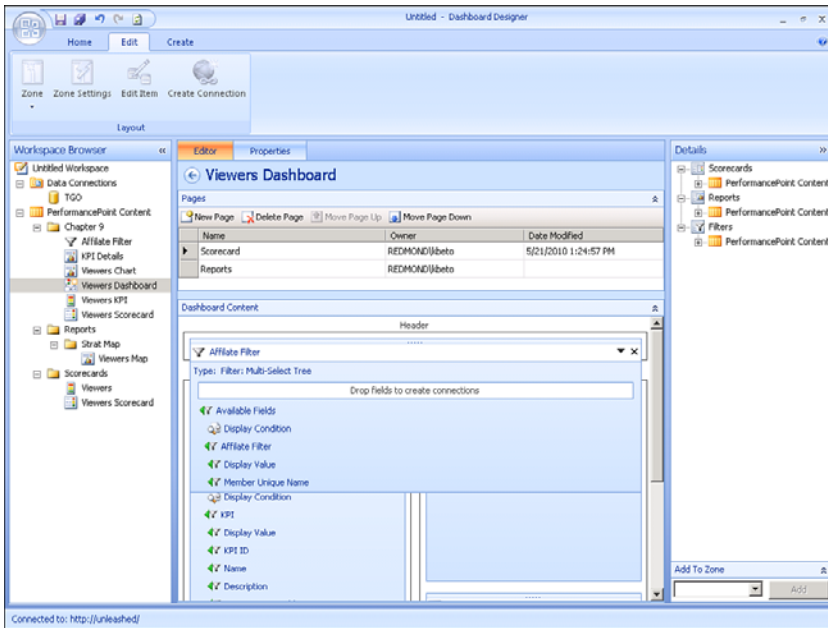 Untitled - Dashboard Designer
Home Edit Create
Zone Zone Settings Edit Item Create Connection
Layout
Workspace Browser
Untitled Workspace
Data Connections
TGO
PerformancePoint Content
Chapter 9
Affilate Filter
KPI Details
Viewers Chart
Viewers Dashboard
Viewers KPI
Viewers Scorecard
Reports
Strat Map
Viewers Map
Scorecards
Viewers
Viewers Scorecard
Editor Properties
Viewers Dashboard
Pages
New Page Delete Page Move Page Up Move Page Down
Name Owner Date Modified
Scorecard REDMOND\kbeto 5/21/2010 1:24:57 PM
Reports REDMOND\kbeto
Dashboard Content
Header
Affilate Filter
Type: Filter: Multi-Select Tree
Drop fields to create connections
Available Fields
Display Condition
Affilate Filter
Display Value
Member Unique Name
Display Condition
KPI
Display Value
KPI ID
Name
Description
Details
Scorecards
PerformancePoint Content
Reports
PerformancePoint Content
Filters
PerformancePoint Content
Add To Zone
Add
Connected to: http://unleashed/